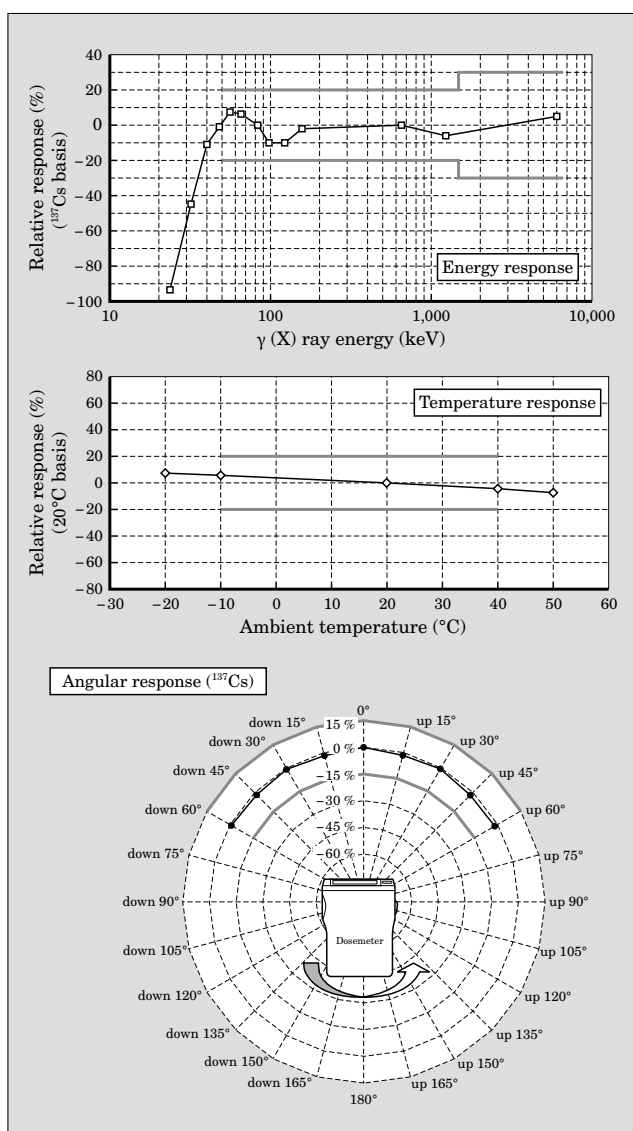 40
20
0
−20
−40
−60
−80
−100
Relative response (%)
(¹³⁷Cs basis)
Energy response
10
100
1,000
10,000
γ (X) ray energy (keV)
80
60
40
20
0
−20
−40
−60
−80
Relative response (%)
(20°C basis)
Temperature response
−30
−20
−10
0
10
20
30
40
50
60
Ambient temperature (°C)
Angular response (¹³⁷Cs)
0°
down 15°
15 %
up 15°
down 30°
0 %
up 30°
down 45°
−15 %
up 45°
down 60°
−30 %
up 60°
−45 %
down 75°
−60 %
up 75°
down 90°
up 90°
Dosemeter
down 105°
up 105°
down 120°
up 120°
down 135°
up 135°
down 150°
up 150°
down 165°
up 165°
180°